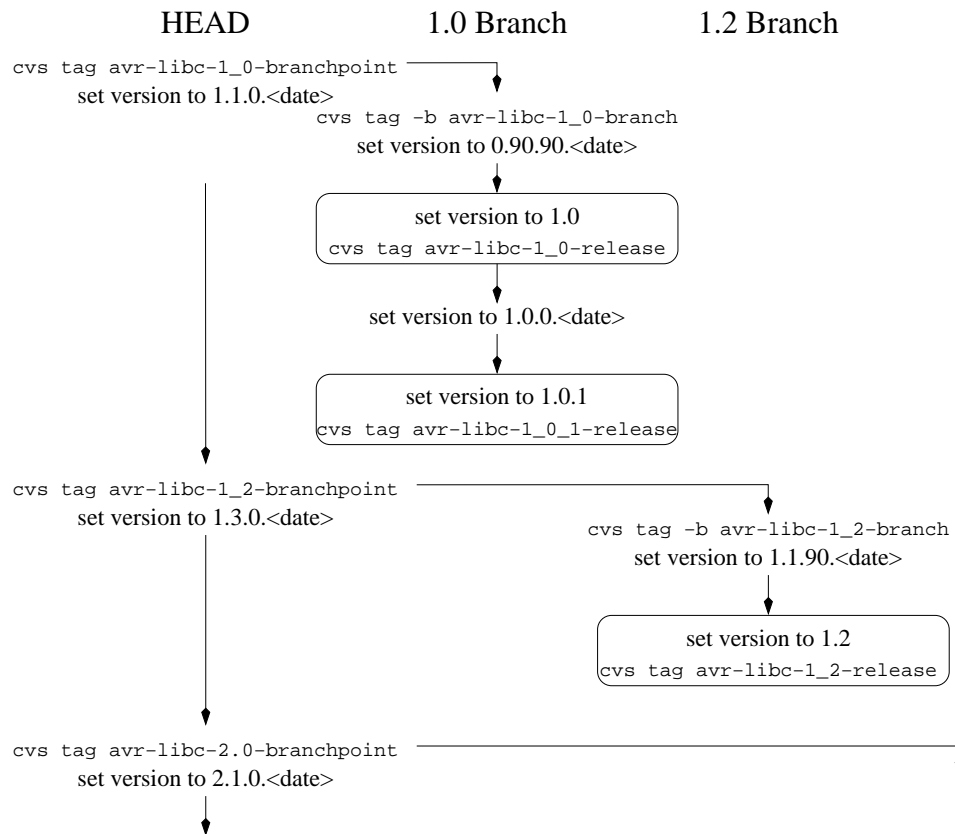 HEAD
1.0 Branch
1.2 Branch
cvs tag avr-libc-1_0-branchpoint
set version to 1.1.0.<date>
cvs tag -b avr-libc-1_0-branch
set version to 0.90.90.<date>
set version to 1.0
cvs tag avr-libc-1_0-release
set version to 1.0.0.<date>
set version to 1.0.1
cvs tag avr-libc-1_0_1-release
cvs tag avr-libc-1_2-branchpoint
set version to 1.3.0.<date>
cvs tag -b avr-libc-1_2-branch
set version to 1.1.90.<date>
set version to 1.2
cvs tag avr-libc-1_2-release
cvs tag avr-libc-2.0-branchpoint
set version to 2.1.0.<date>